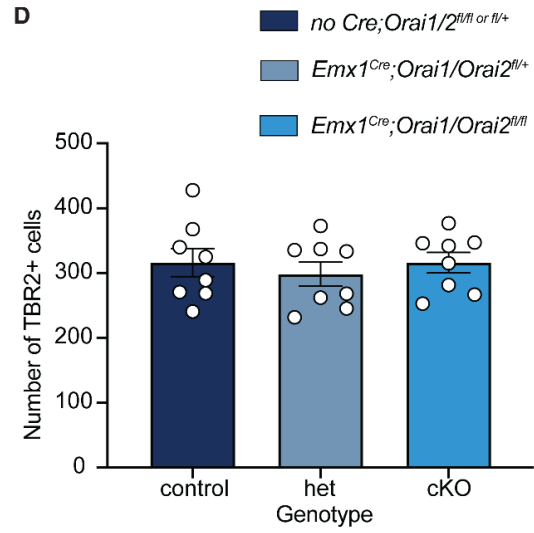 D
no Cre;Orai1/2fl/fl or fl/+
Emx1Cre;Orai1/Orai2fl/+
Emx1Cre;Orai1/Orai2fl/fl
500
400
300
200
100
0
Number of TBR2+ cells
control het cKO
Genotype